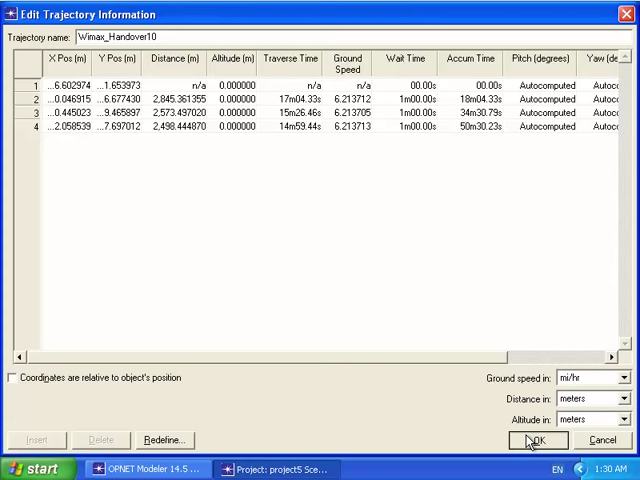 Edit Trajectory Information
Trajectory name: Wimax_Handover10
X Pos (m) Y Pos (m) Distance (m) Altitude (m) Traverse Time Ground Speed Wait Time Accum Time Pitch (degrees) Yaw (de
1 ...6.602974 ...1.653973 n/a 0.000000 n/a n/a 00.00s 00.00s Autocomputed Autoc
2 ...0.046915 ...6.677430 2,845.361355 0.000000 17m04.33s 6.213712 1m00.00s 18m04.33s Autocomputed Autoc
3 ...0.445023 ...9.465897 2,573.497020 0.000000 15m26.46s 6.213705 1m00.00s 34m30.79s Autocomputed Autoc
4 ...2.058539 ...7.697012 2,498.444870 0.000000 14m59.44s 6.213713 1m00.00s 50m30.23s Autocomputed Autoc
Coordinates are relative to object's position
Ground speed in: mi/hr
Distance in: meters
Altitude in: meters
Insert Delete Redefine... OK Cancel
start OPNET Modeler 14.5 ... Project: project5 Sce... EN 1:30 AM